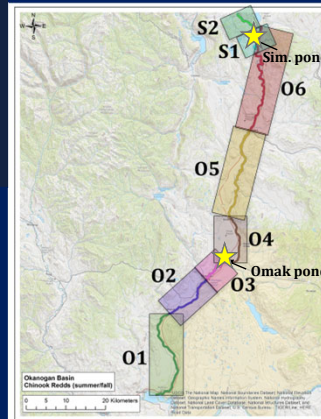 S2
S1
Sim. pon
O6
O5
O4
Omak pon
O3
O2
O1
Okanogan Basin
Chinook Redds (summer/fall)
0 5 10 20 Kilometers